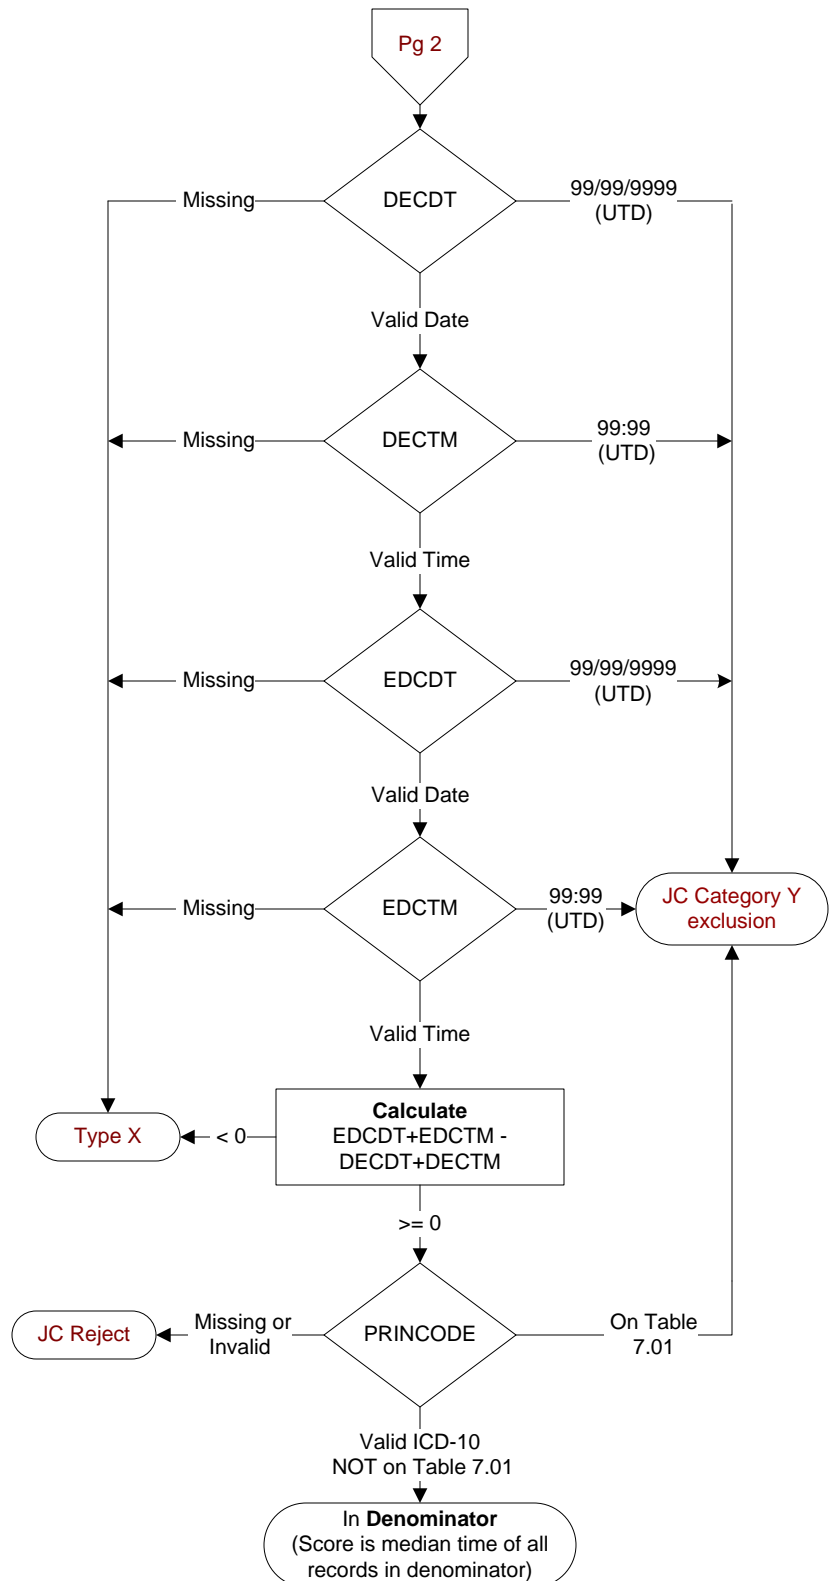 Pg 2
DECDT
Missing
99/99/9999
(UTD)
Valid Date
DECTM
Missing
99:99
(UTD)
Valid Time
EDCDT
Missing
99/99/9999
(UTD)
Valid Date
EDCTM
Missing
99:99
(UTD)
JC Category Y
exclusion
Valid Time
Calculate
EDCDT+EDCTM -
DECDT+DECTM
< 0
Type X
>= 0
PRINCODE
Missing or
Invalid
JC Reject
On Table
7.01
Valid ICD-10
NOT on Table 7.01
In Denominator
(Score is median time of all
records in denominator)